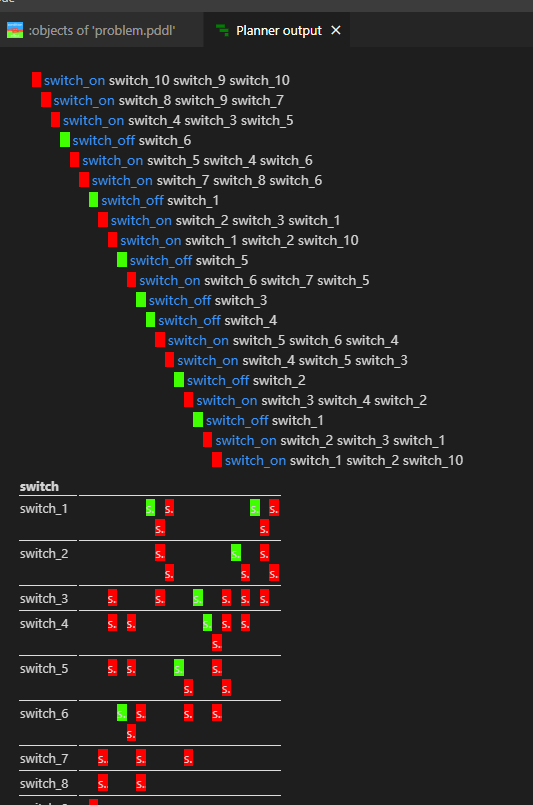 :objects of 'problem.pddl'
Planner output ✕
switch_on switch_10 switch_9 switch_10
switch_on switch_8 switch_9 switch_7
switch_on switch_4 switch_3 switch_5
switch_off switch_6
switch_on switch_5 switch_4 switch_6
switch_on switch_7 switch_8 switch_6
switch_off switch_1
switch_on switch_2 switch_3 switch_1
switch_on switch_1 switch_2 switch_10
switch_off switch_5
switch_on switch_6 switch_7 switch_5
switch_off switch_3
switch_off switch_4
switch_on switch_5 switch_6 switch_4
switch_on switch_4 switch_5 switch_3
switch_off switch_2
switch_on switch_3 switch_4 switch_2
switch_off switch_1
switch_on switch_2 switch_3 switch_1
switch_on switch_1 switch_2 switch_10
switch
switch_1 s. s. s. s.
s. s.
switch_2 s. s. s.
s. s. s.
switch_3 s. s. s. s. s. s.
switch_4 s. s. s. s. s.
s.
switch_5 s. s. s. s.
s. s.
switch_6 s. s. s. s.
s.
switch_7 s. s. s.
switch_8 s. s.